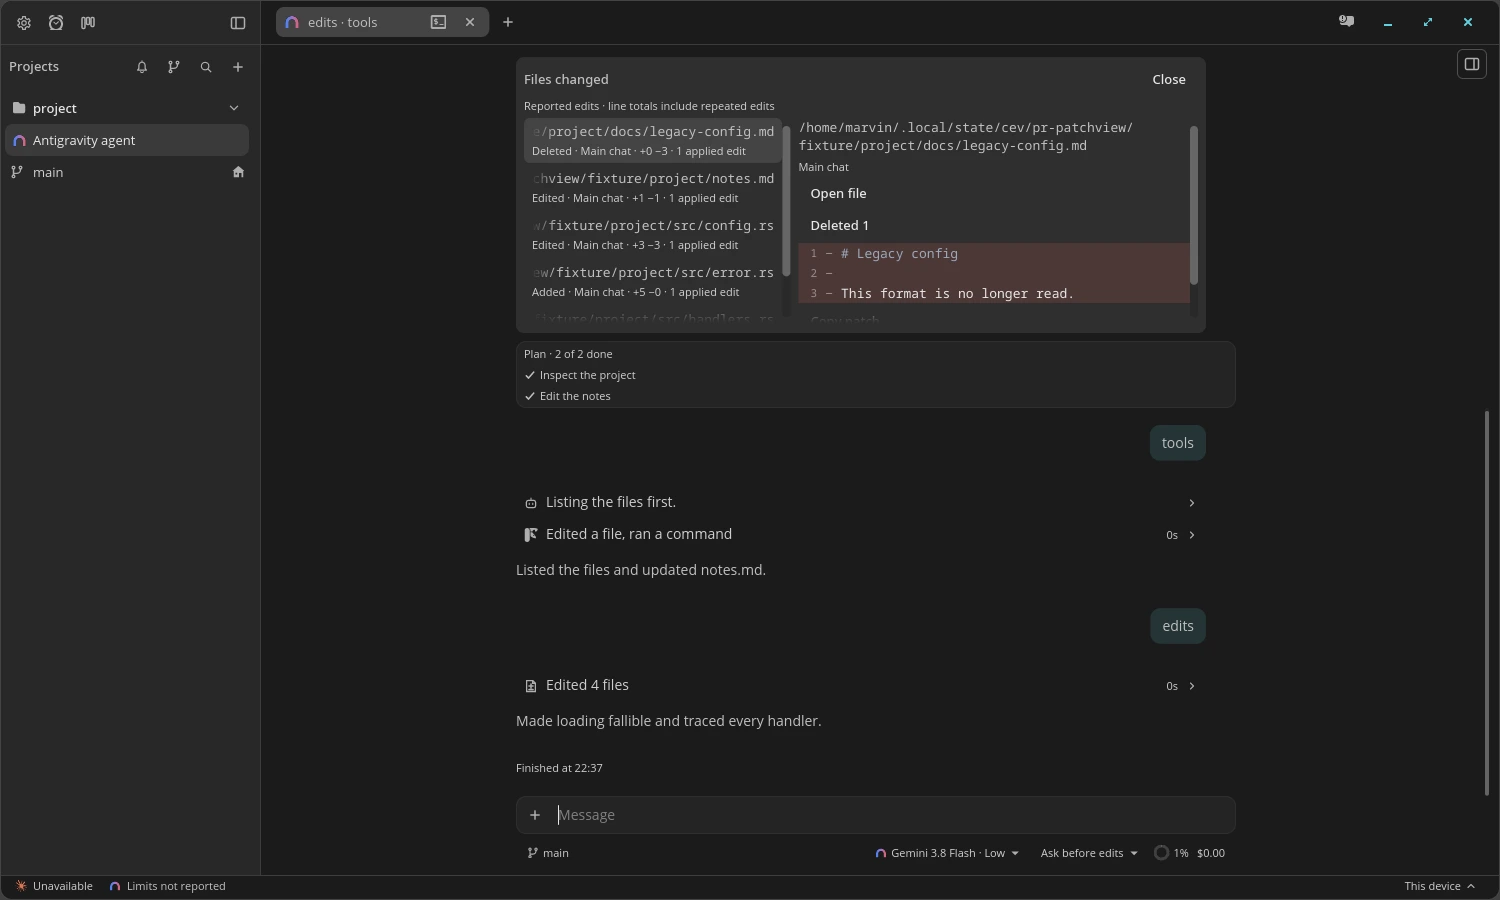 edits · tools
Projects
project
Antigravity agent
main
Files changed
Close
Reported edits · line totals include repeated edits
e/project/docs/legacy-config.md
Deleted · Main chat · +0 −3 · 1 applied edit
chview/fixture/project/notes.md
Edited · Main chat · +1 −1 · 1 applied edit
w/fixture/project/src/config.rs
Edited · Main chat · +3 −3 · 1 applied edit
ew/fixture/project/src/error.rs
Added · Main chat · +5 −0 · 1 applied edit
fixture/project/src/handlers.rs
/home/marvin/.local/state/cev/pr-patchview/
fixture/project/docs/legacy-config.md
Main chat
Open file
Deleted 1
1 − # Legacy config
2 −
3 − This format is no longer read.
Copy patch
Plan · 2 of 2 done
Inspect the project
Edit the notes
tools
Listing the files first.
Edited a file, ran a command 0s
Listed the files and updated notes.md.
edits
Edited 4 files 0s
Made loading fallible and traced every handler.
Finished at 22:37
Message
main
Gemini 3.8 Flash · Low
Ask before edits
1% $0.00
Unavailable
Limits not reported
This device